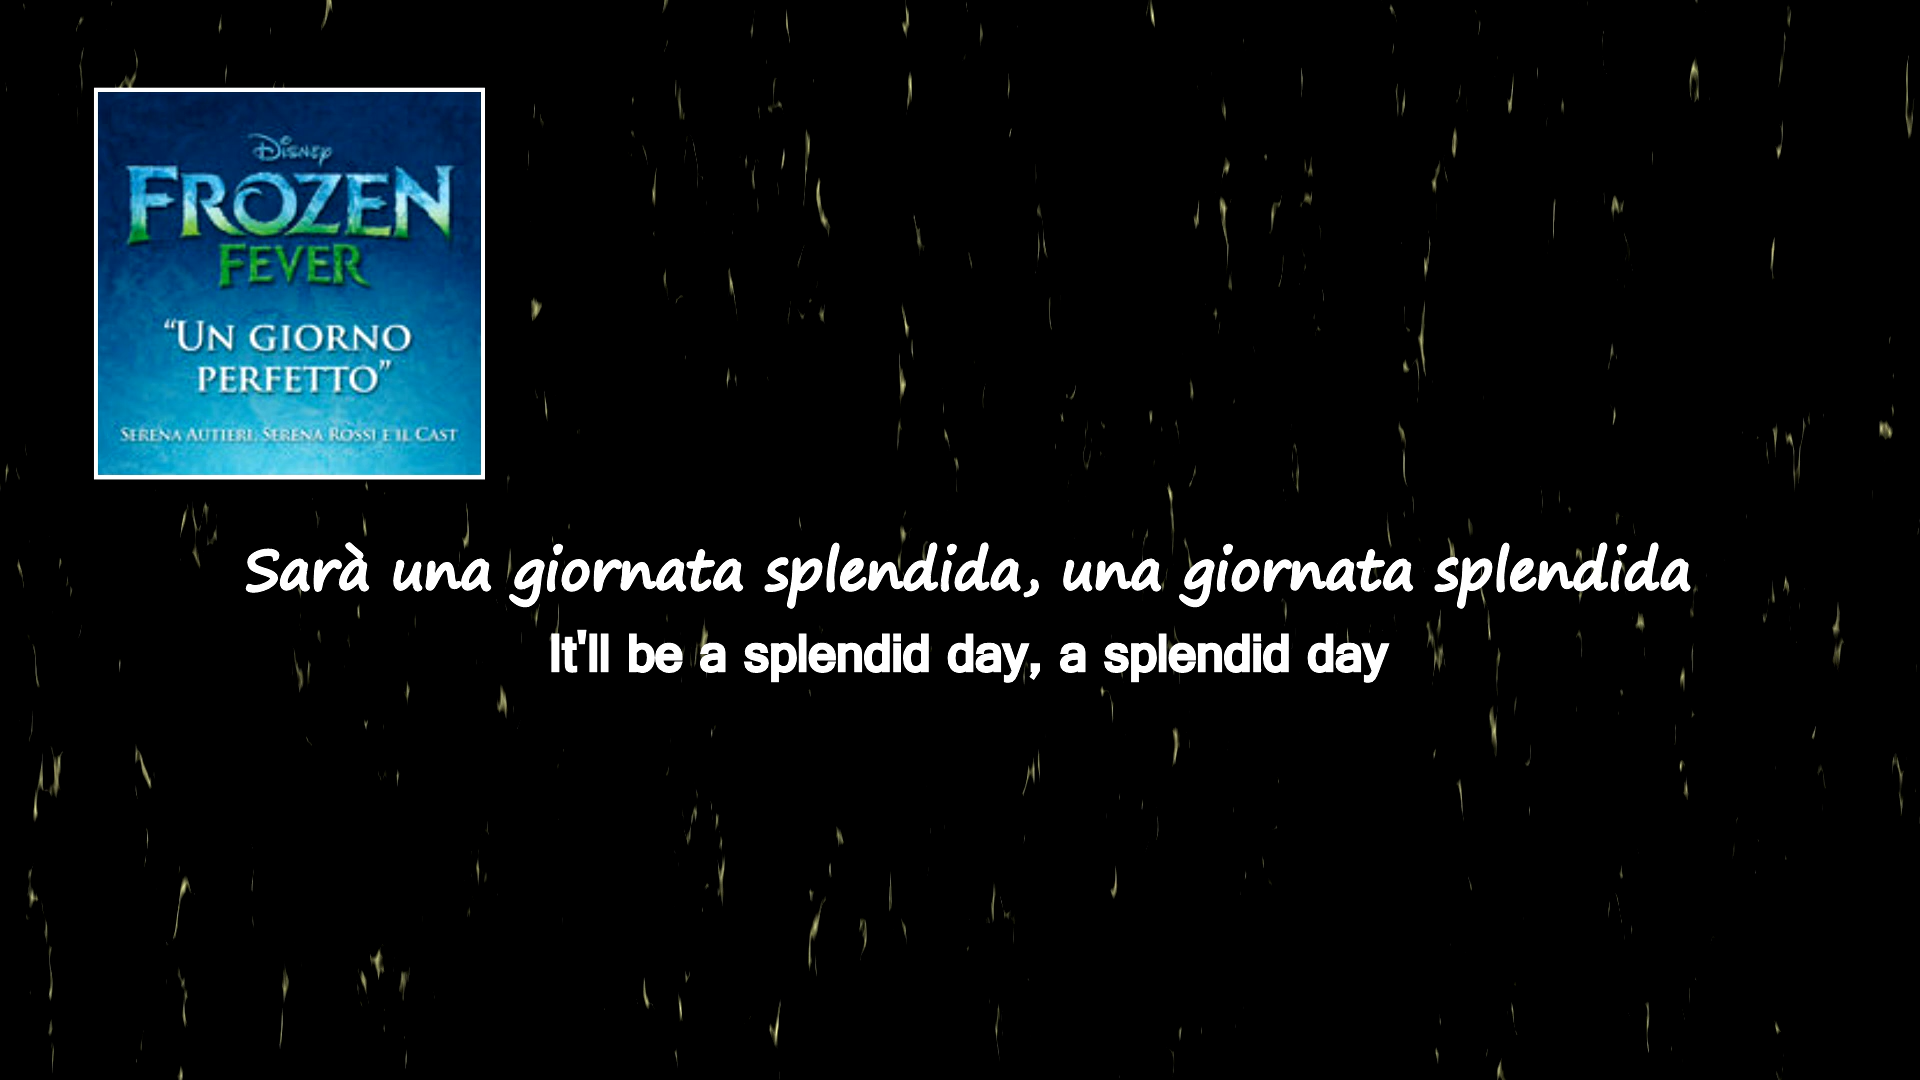 Disney
FROZEN
FEVER
“UN GIORNO
PERFETTO”
SERENA AUTIERI, SERENA ROSSI E IL CAST
Sarà una giornata splendida, una giornata splendida
It'll be a splendid day, a splendid day